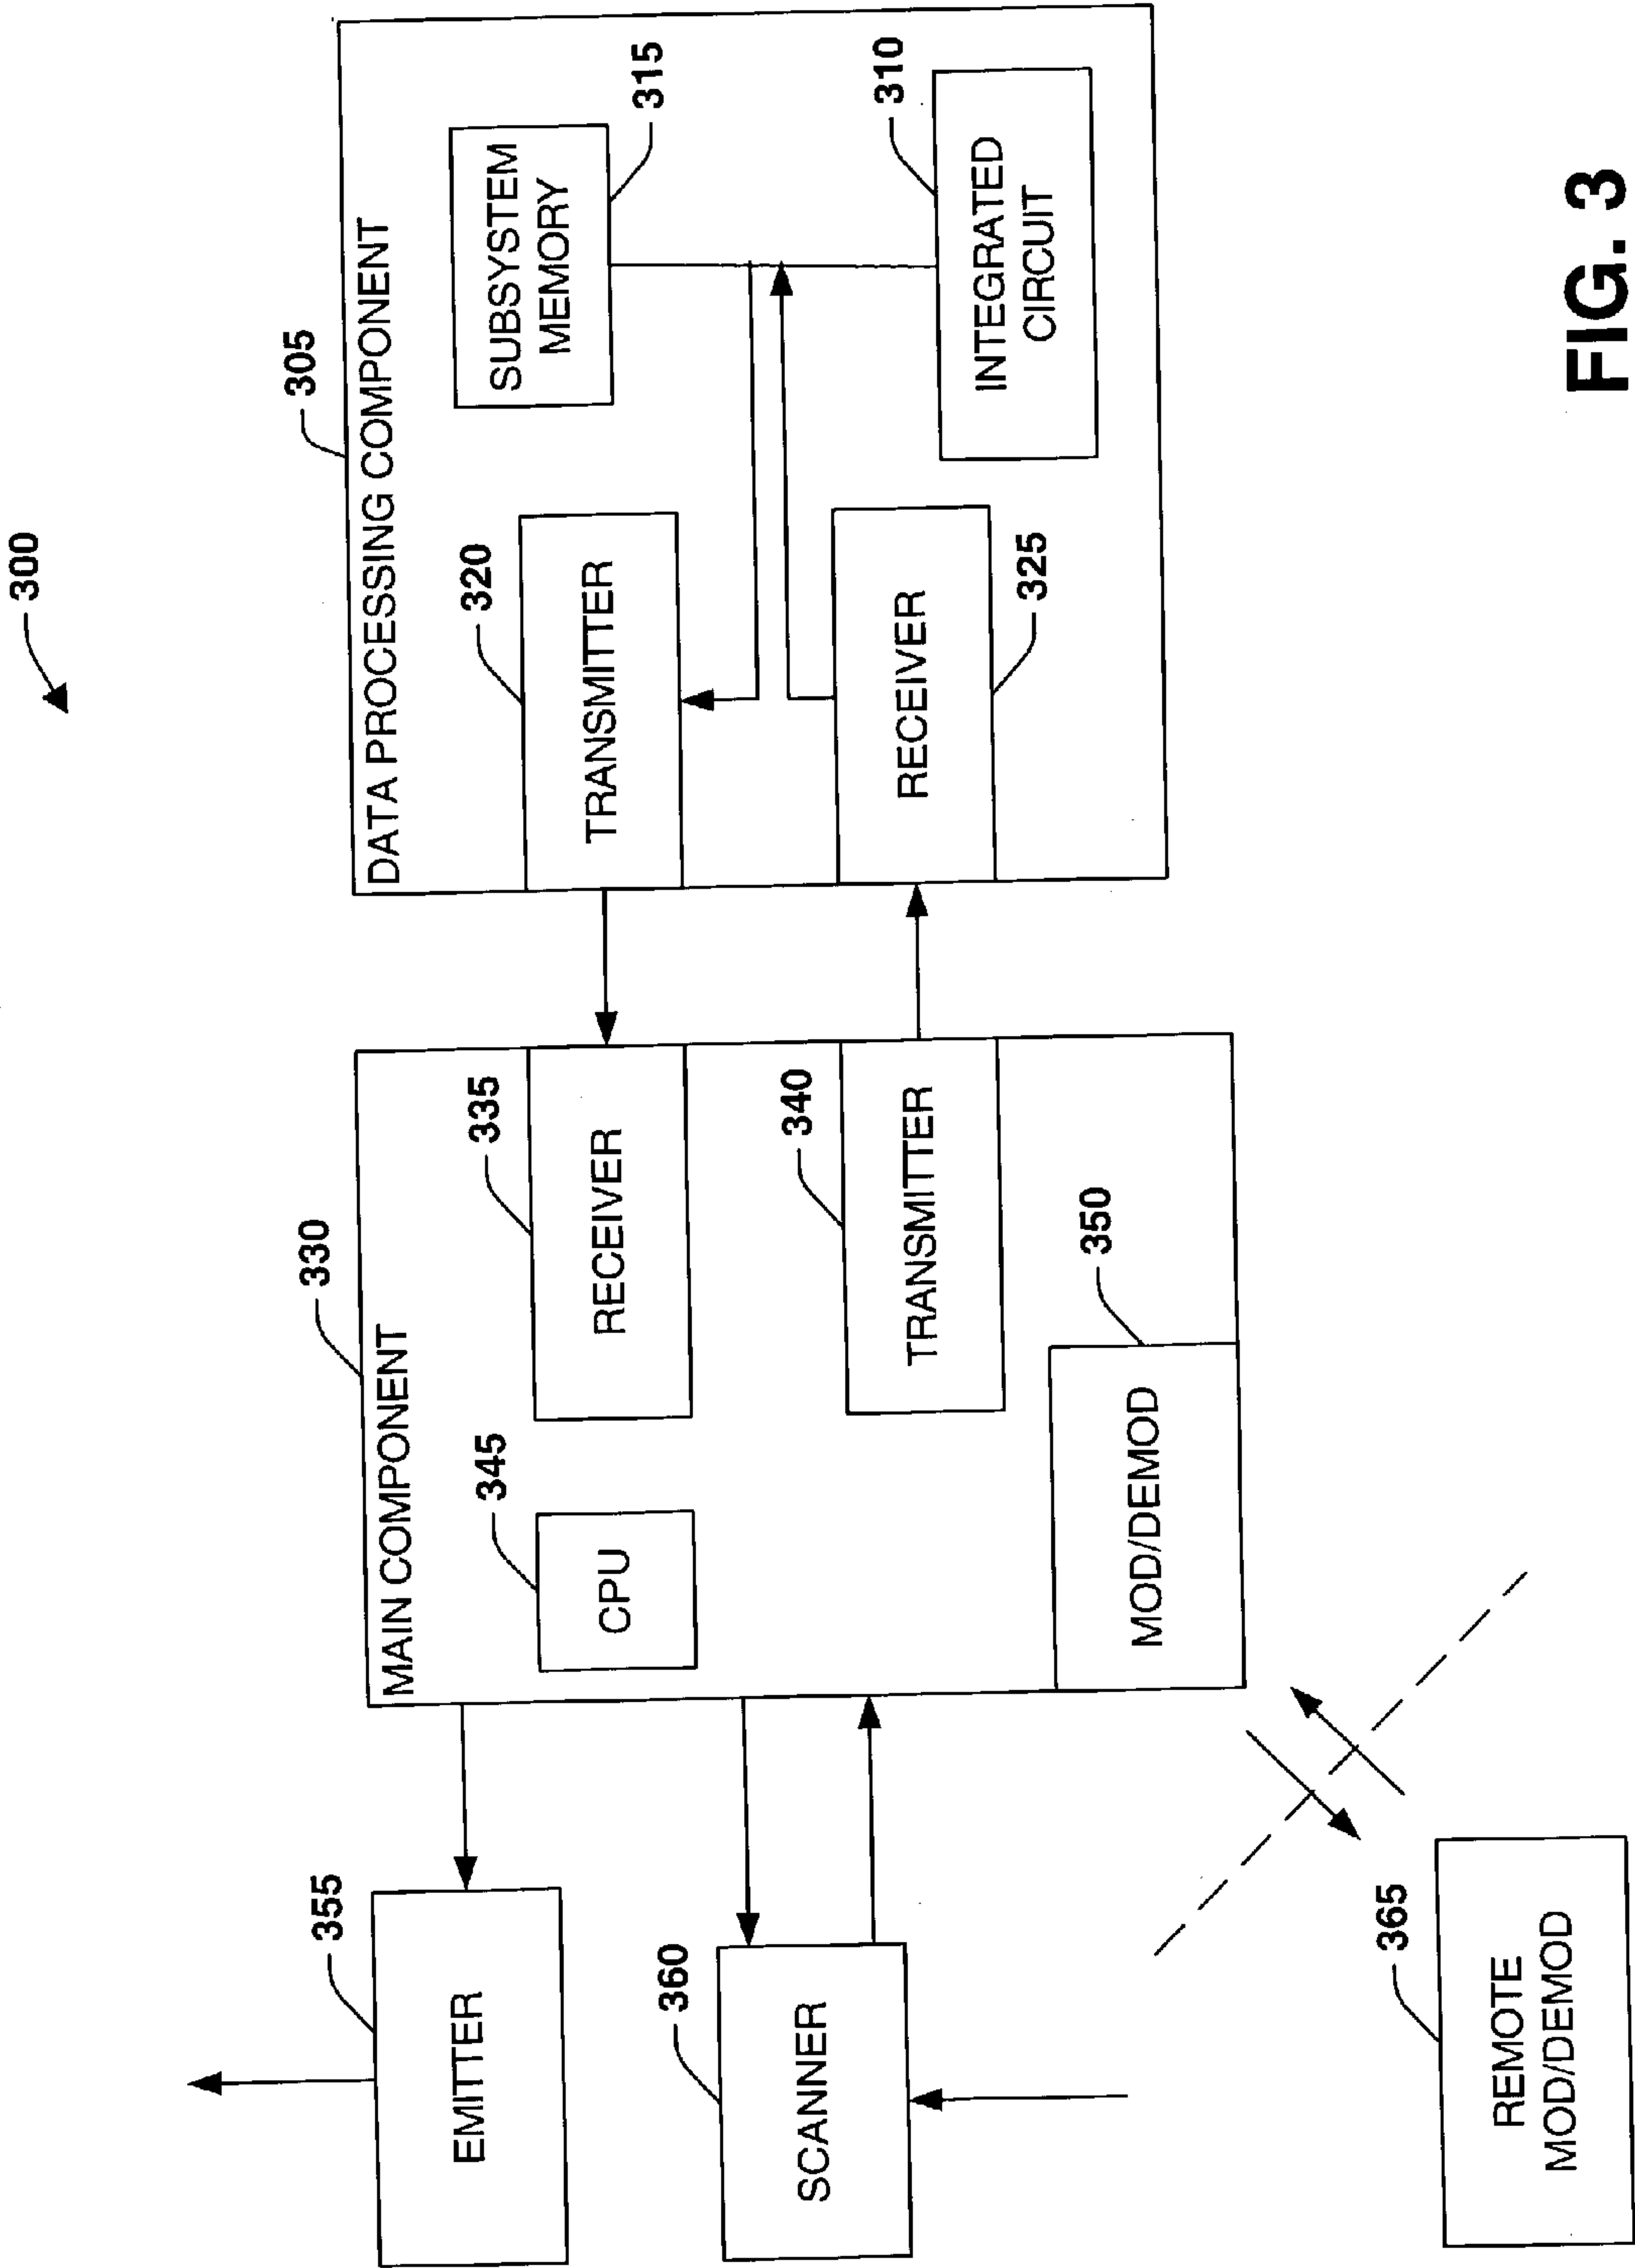 300
305
DATA PROCESSING COMPONENT
SUBSYSTEM
MEMORY
315
320
TRANSMITTER
310
INTEGRATED
CIRCUIT
RECEIVER
325
330
MAIN COMPONENT
335
RECEIVER
345
CPU
340
TRANSMITTER
350
MOD/DEMOD
355
EMITTER
360
SCANNER
365
REMOTE
MOD/DEMOD
FIG. 3